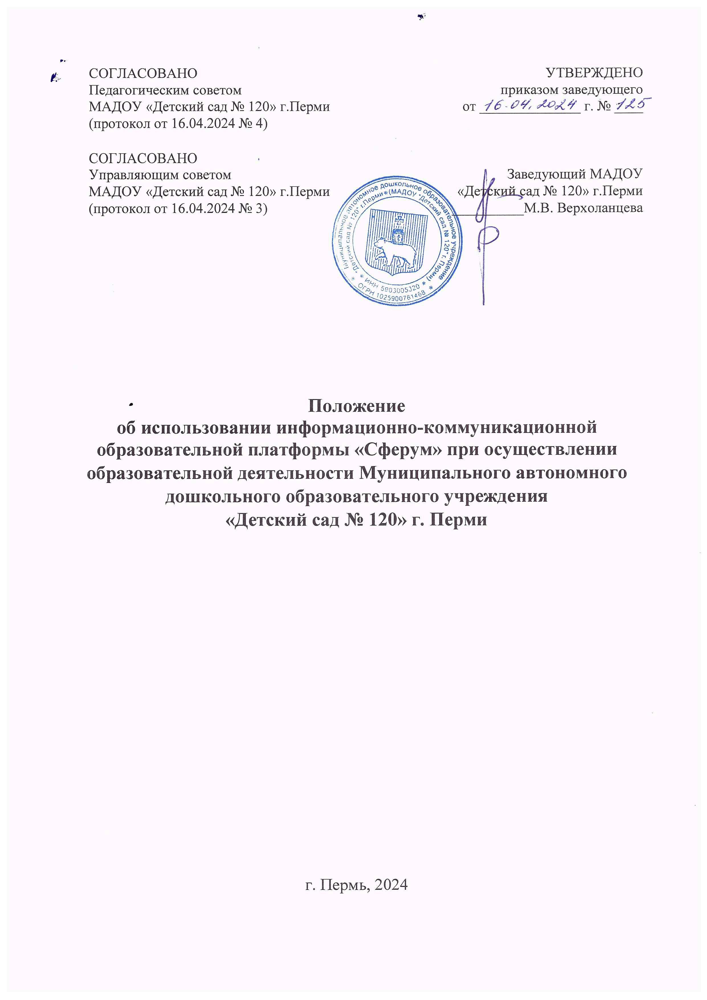 СОГЛАСОВАНО
Педагогическим советом
МАДОУ «Детский сад № 120» г.Перми
(протокол от 16.04.2024 № 4)
УТВЕРЖДЕНО
приказом заведующего
от 16.04.2024 г. № 125
СОГЛАСОВАНО
Управляющим советом
МАДОУ «Детский сад № 120» г.Перми
(протокол от 16.04.2024 № 3)
Заведующий МАДОУ
«Детский сад № 120» г.Перми
____________М.В. Верхоланцева
Муниципальное автономное дошкольное образовательное учреждение
* ОГРН 1025900761468 *
"Детский сад № 120" г.Перми*(МАДОУ "Детский сад № 120" г. Перми)
* ИНН 5903005320 *
Положение
об использовании информационно-коммуникационной
образовательной платформы «Сферум» при осуществлении
образовательной деятельности Муниципального автономного
дошкольного образовательного учреждения
«Детский сад № 120» г. Перми
г. Пермь, 2024